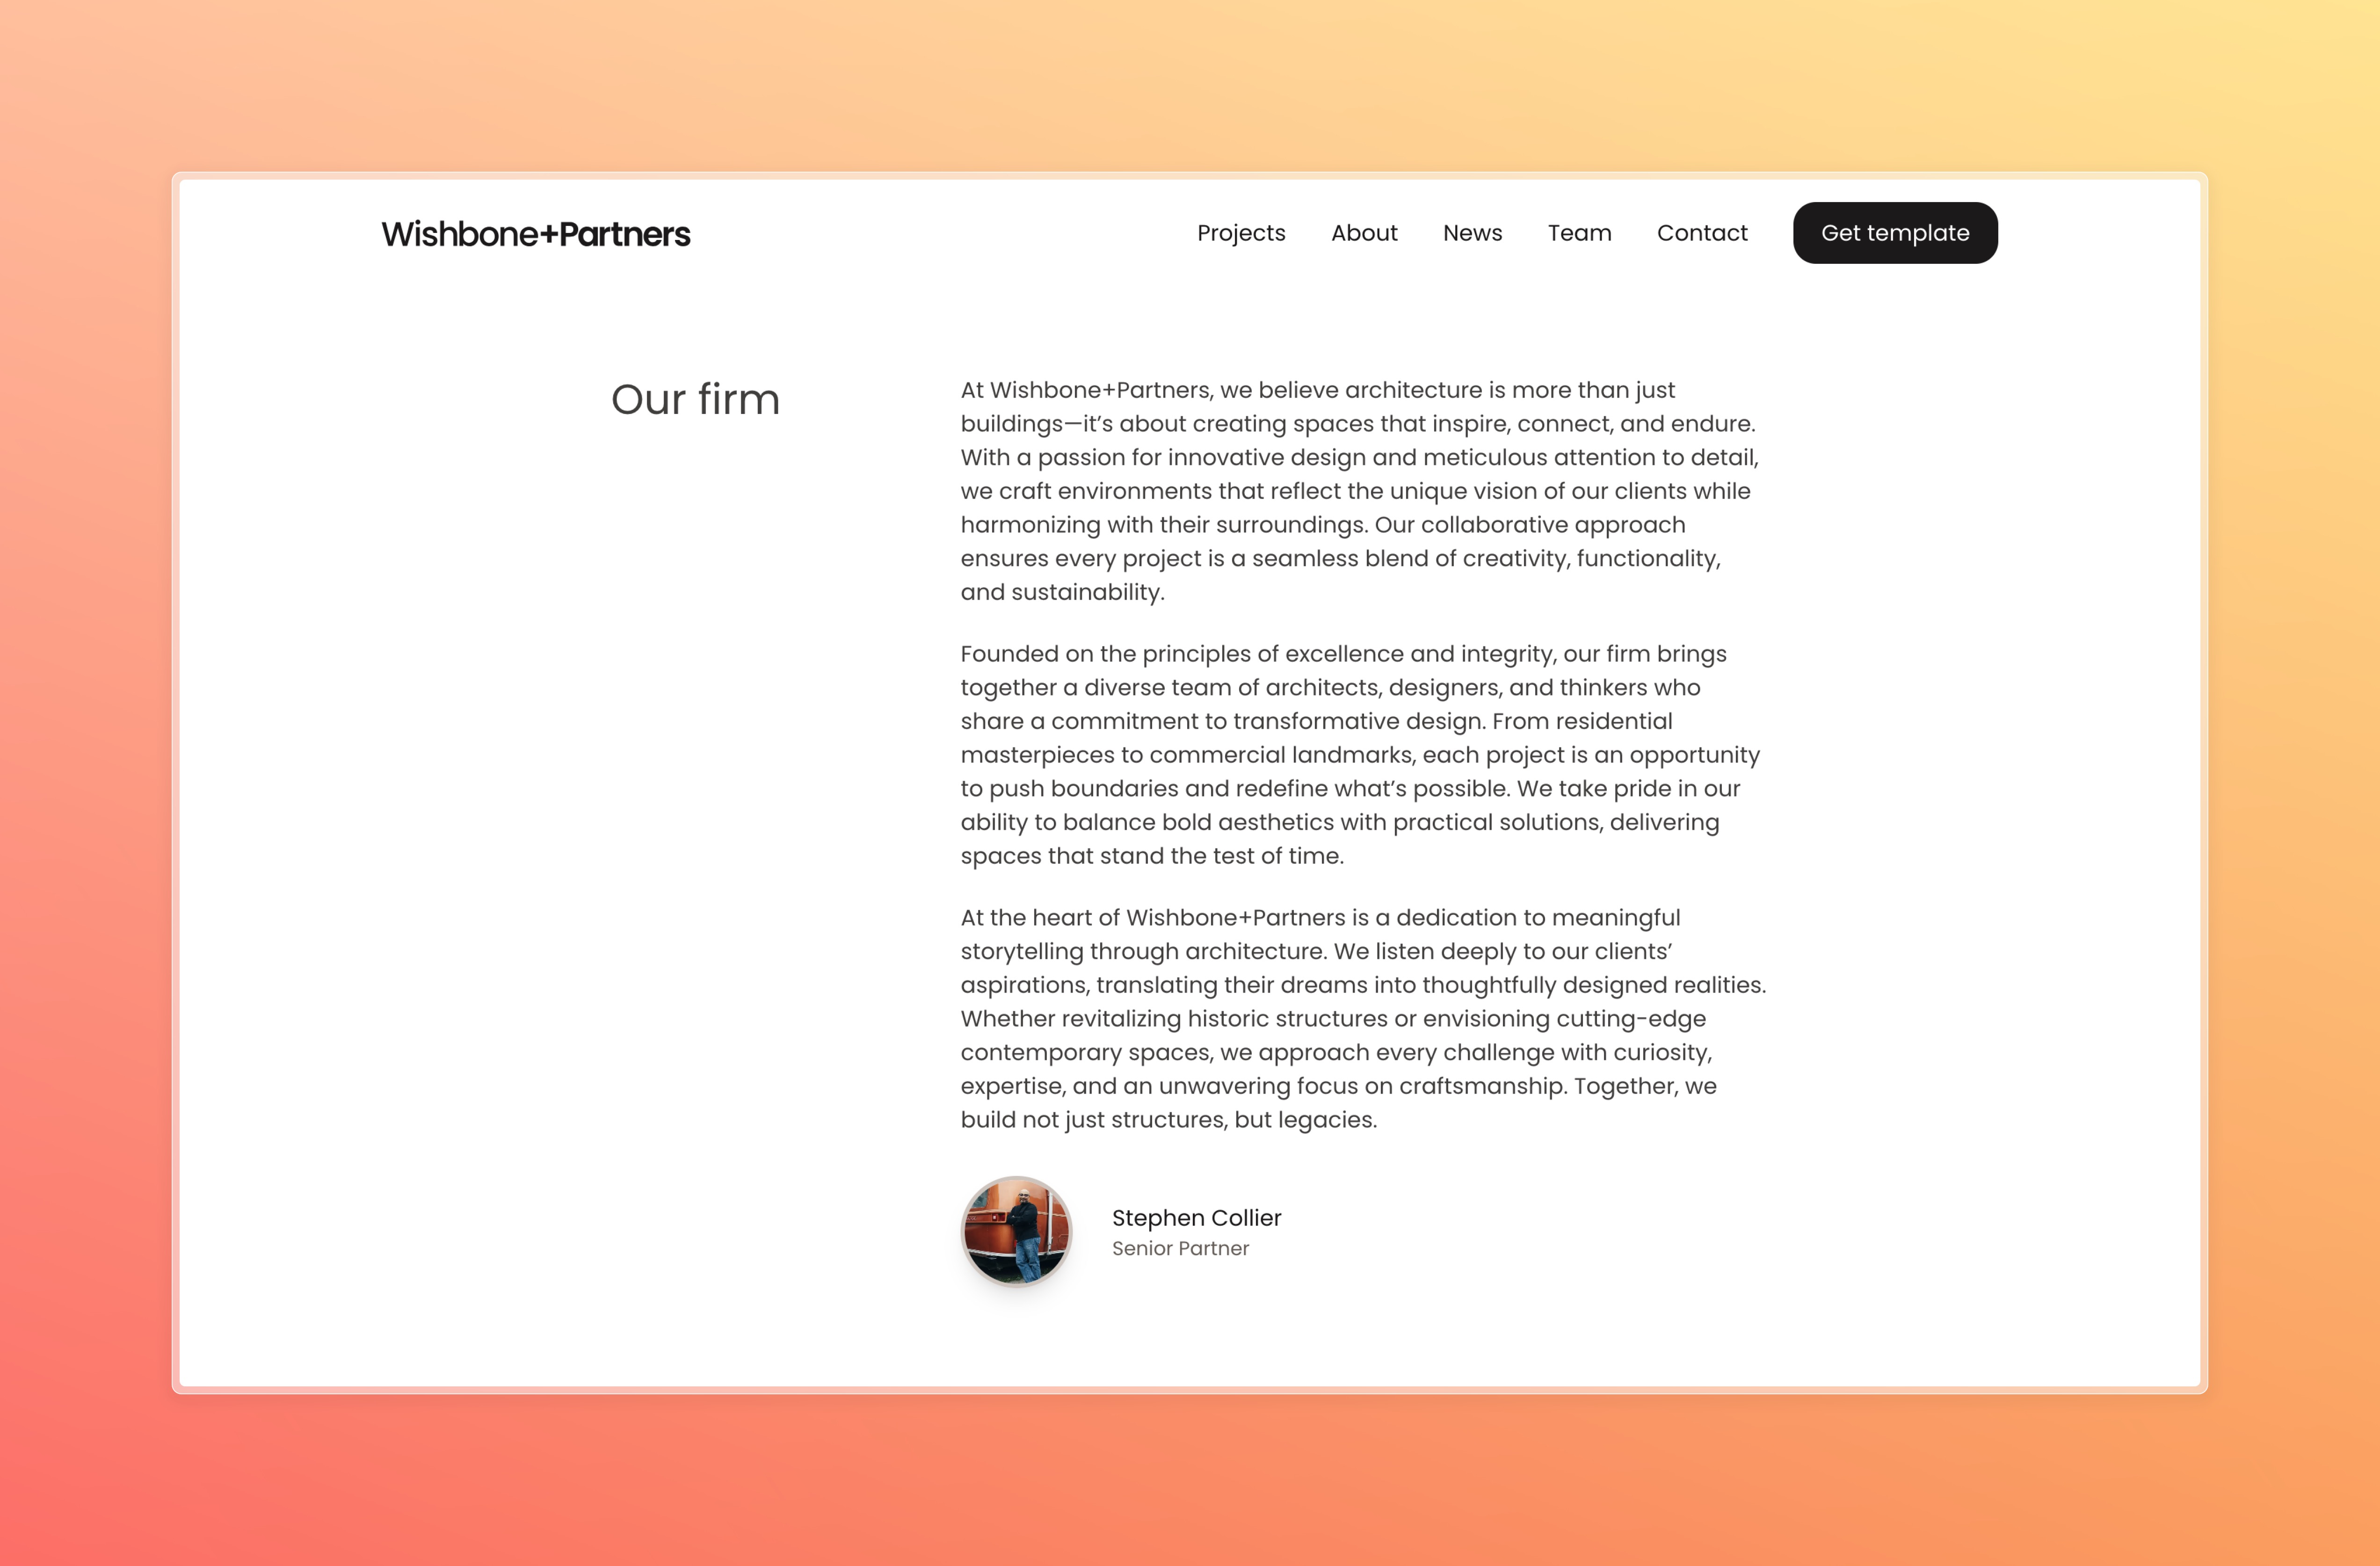 Wishbone+Partners
Projects
About
News
Team
Contact
Get template
Our firm
At Wishbone+Partners, we believe architecture is more than just
buildings—it’s about creating spaces that inspire, connect, and endure.
With a passion for innovative design and meticulous attention to detail,
we craft environments that reflect the unique vision of our clients while
harmonizing with their surroundings. Our collaborative approach
ensures every project is a seamless blend of creativity, functionality,
and sustainability.
Founded on the principles of excellence and integrity, our firm brings
together a diverse team of architects, designers, and thinkers who
share a commitment to transformative design. From residential
masterpieces to commercial landmarks, each project is an opportunity
to push boundaries and redefine what’s possible. We take pride in our
ability to balance bold aesthetics with practical solutions, delivering
spaces that stand the test of time.
At the heart of Wishbone+Partners is a dedication to meaningful
storytelling through architecture. We listen deeply to our clients’
aspirations, translating their dreams into thoughtfully designed realities.
Whether revitalizing historic structures or envisioning cutting-edge
contemporary spaces, we approach every challenge with curiosity,
expertise, and an unwavering focus on craftsmanship. Together, we
build not just structures, but legacies.
Stephen Collier
Senior Partner